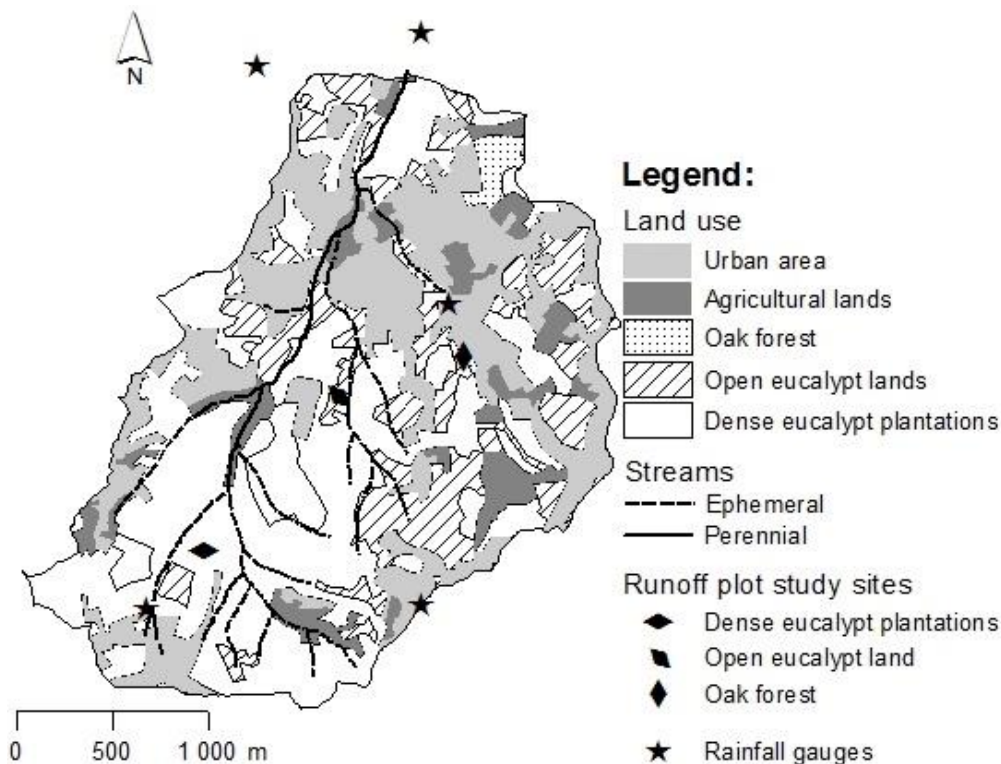 N
Legend:
Land use
Urban area
Agricultural lands
Oak forest
Open eucalypt lands
Dense eucalypt plantations
Streams
Ephemeral
Perennial
Runoff plot study sites
Dense eucalypt plantations
Open eucalypt land
Oak forest
Rainfall gauges
0 500 1 000 m